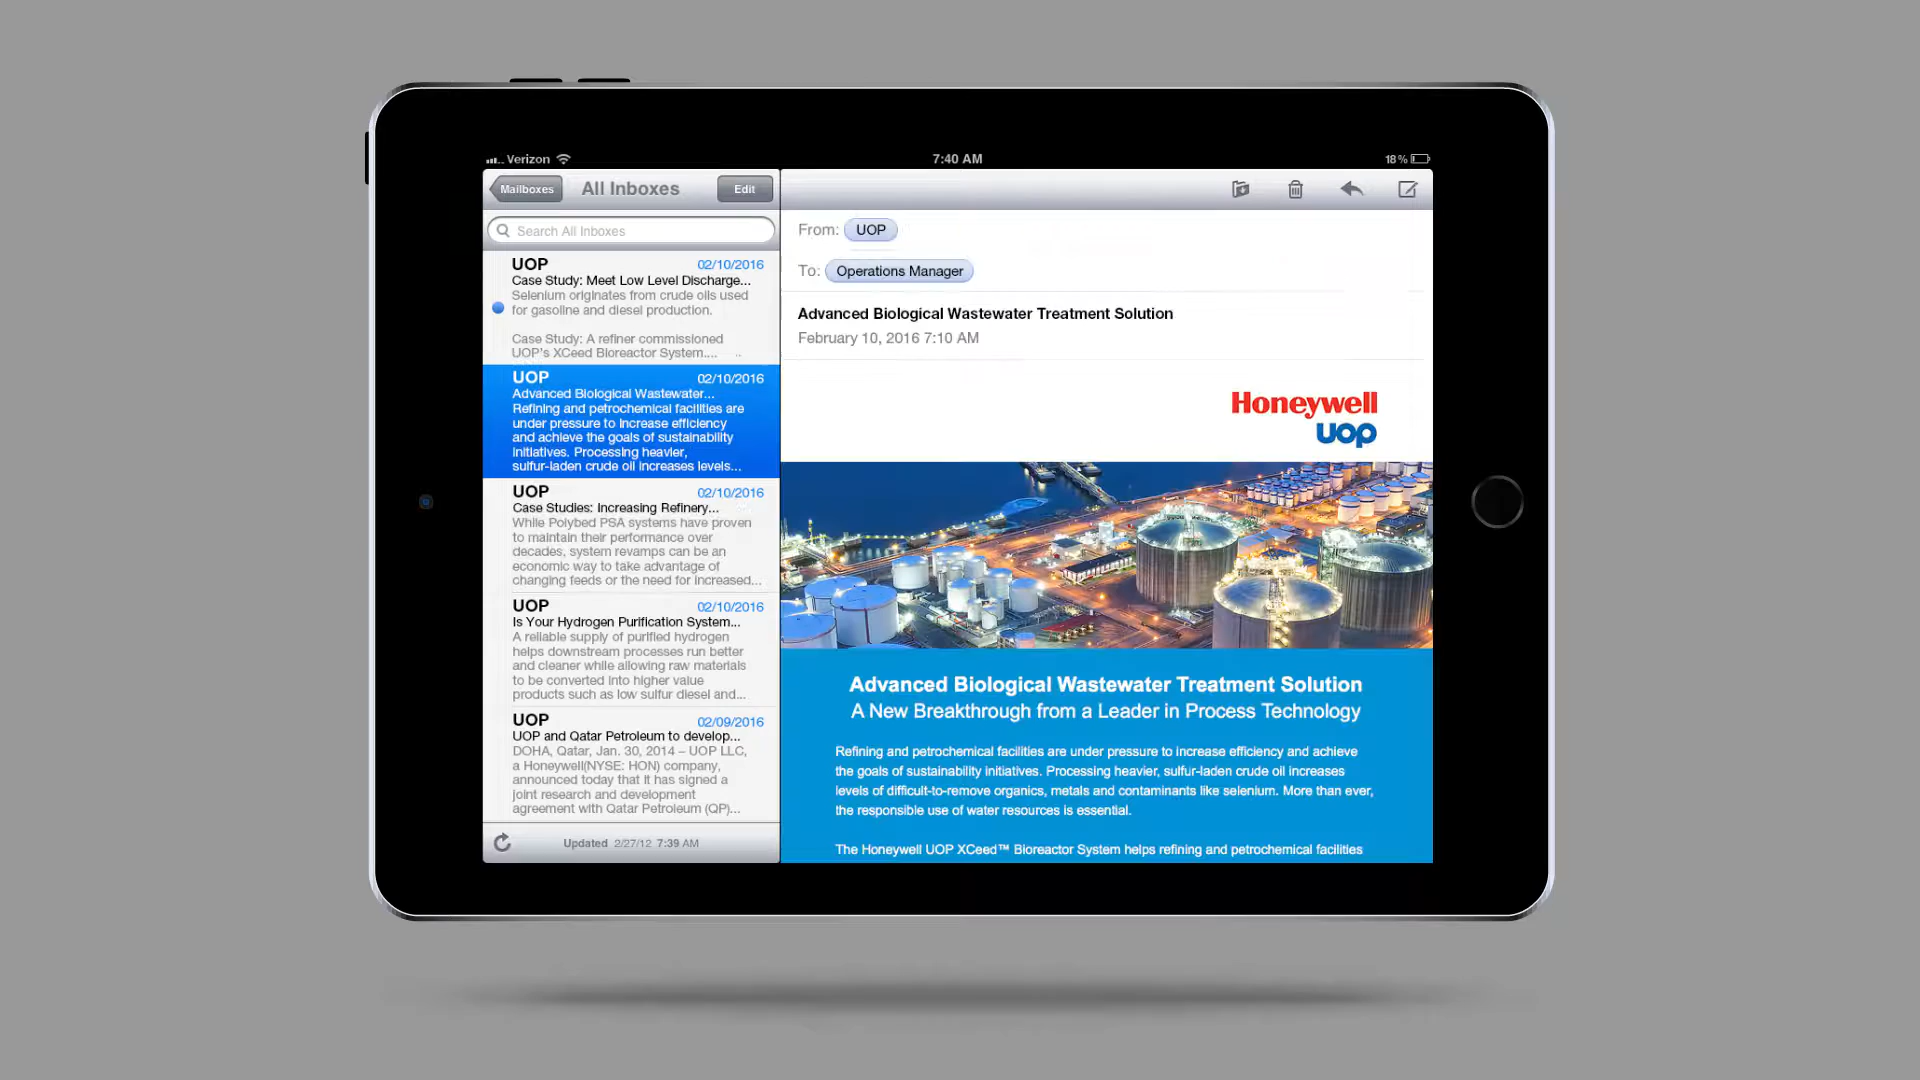 Verizon
7:40 AM
18%
Mailboxes
All Inboxes
Edit
Search All Inboxes
UOP 02/10/2016
Case Study: Meet Low Level Discharge...
Selenium originates from crude oils used
for gasoline and diesel production.
Case Study: A refiner commissioned
UOP's XCeed Bioreactor System....
UOP 02/10/2016
Advanced Biological Wastewater...
Refining and petrochemical facilities are
under pressure to increase efficiency
and achieve the goals of sustainability
initiatives. Processing heavier,
sulfur-laden crude oil increases levels...
UOP 02/10/2016
Case Studies: Increasing Refinery...
While Polybed PSA systems have proven
to maintain their performance over
decades, system revamps can be an
economic way to take advantage of
changing feeds or the need for increased...
UOP 02/10/2016
Is Your Hydrogen Purification System...
A reliable supply of purified hydrogen
helps downstream processes run better
and cleaner while allowing raw materials
to be converted into higher value
products such as low sulfur diesel and...
UOP 02/09/2016
UOP and Qatar Petroleum to develop...
DOHA, Qatar, Jan. 30, 2014 – UOP LLC,
a Honeywell(NYSE: HON) company,
announced today that it has signed a
joint research and development
agreement with Qatar Petroleum (QP)...
Updated 2/27/12 7:39 AM
From: UOP
To: Operations Manager
Advanced Biological Wastewater Treatment Solution
February 10, 2016 7:10 AM
Honeywell
uop
Advanced Biological Wastewater Treatment Solution
A New Breakthrough from a Leader in Process Technology
Refining and petrochemical facilities are under pressure to increase efficiency and achieve
the goals of sustainability initiatives. Processing heavier, sulfur-laden crude oil increases
levels of difficult-to-remove organics, metals and contaminants like selenium. More than ever,
the responsible use of water resources is essential.
The Honeywell UOP XCeed™ Bioreactor System helps refining and petrochemical facilities